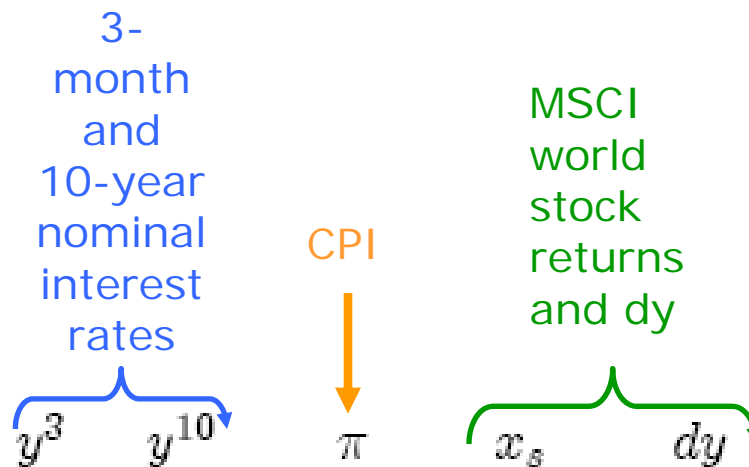 3-
month
and
10-year
nominal
interest
rates
CPI
MSCI
world
stock
returns
and dy
y³ y¹⁰ π xₛ dy